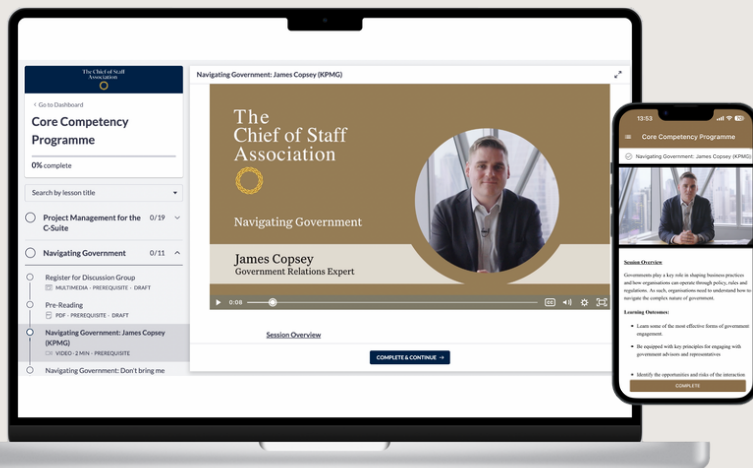 The Chief of Staff
Association
< Go to Dashboard
Core Competency
Programme
0% complete
Search by lesson title
Project Management for the
C-Suite
0/19
Navigating Government
0/11
Register for Discussion Group
MULTIMEDIA · PREREQUISITE · DRAFT
Pre-Reading
PDF · PREREQUISITE · DRAFT
Navigating Government: James Copsey
(KPMG)
VIDEO · 2 MIN · PREREQUISITE
Navigating Government: Don't bring me
Navigating Government: James Copsey (KPMG)
The
Chief of Staff
Association
Navigating Government
James Copsey
Government Relations Expert
0:08
CC
Session Overview
COMPLETE & CONTINUE →
13:53
Core Competency Programme
Navigating Government: James Copsey (KPMG)
Session Overview
Governments play a key role in shaping business practices
and how organisations can operate through policy, rules and
regulations. As such, organisations need to understand how to
navigate the complex nature of government.
Learning Outcomes:
• Learn some of the most effective forms of government
engagement
• Be equipped with key principles for engaging with
government advisors and representatives
• Identify the opportunities and risks of the interaction
COMPLETE